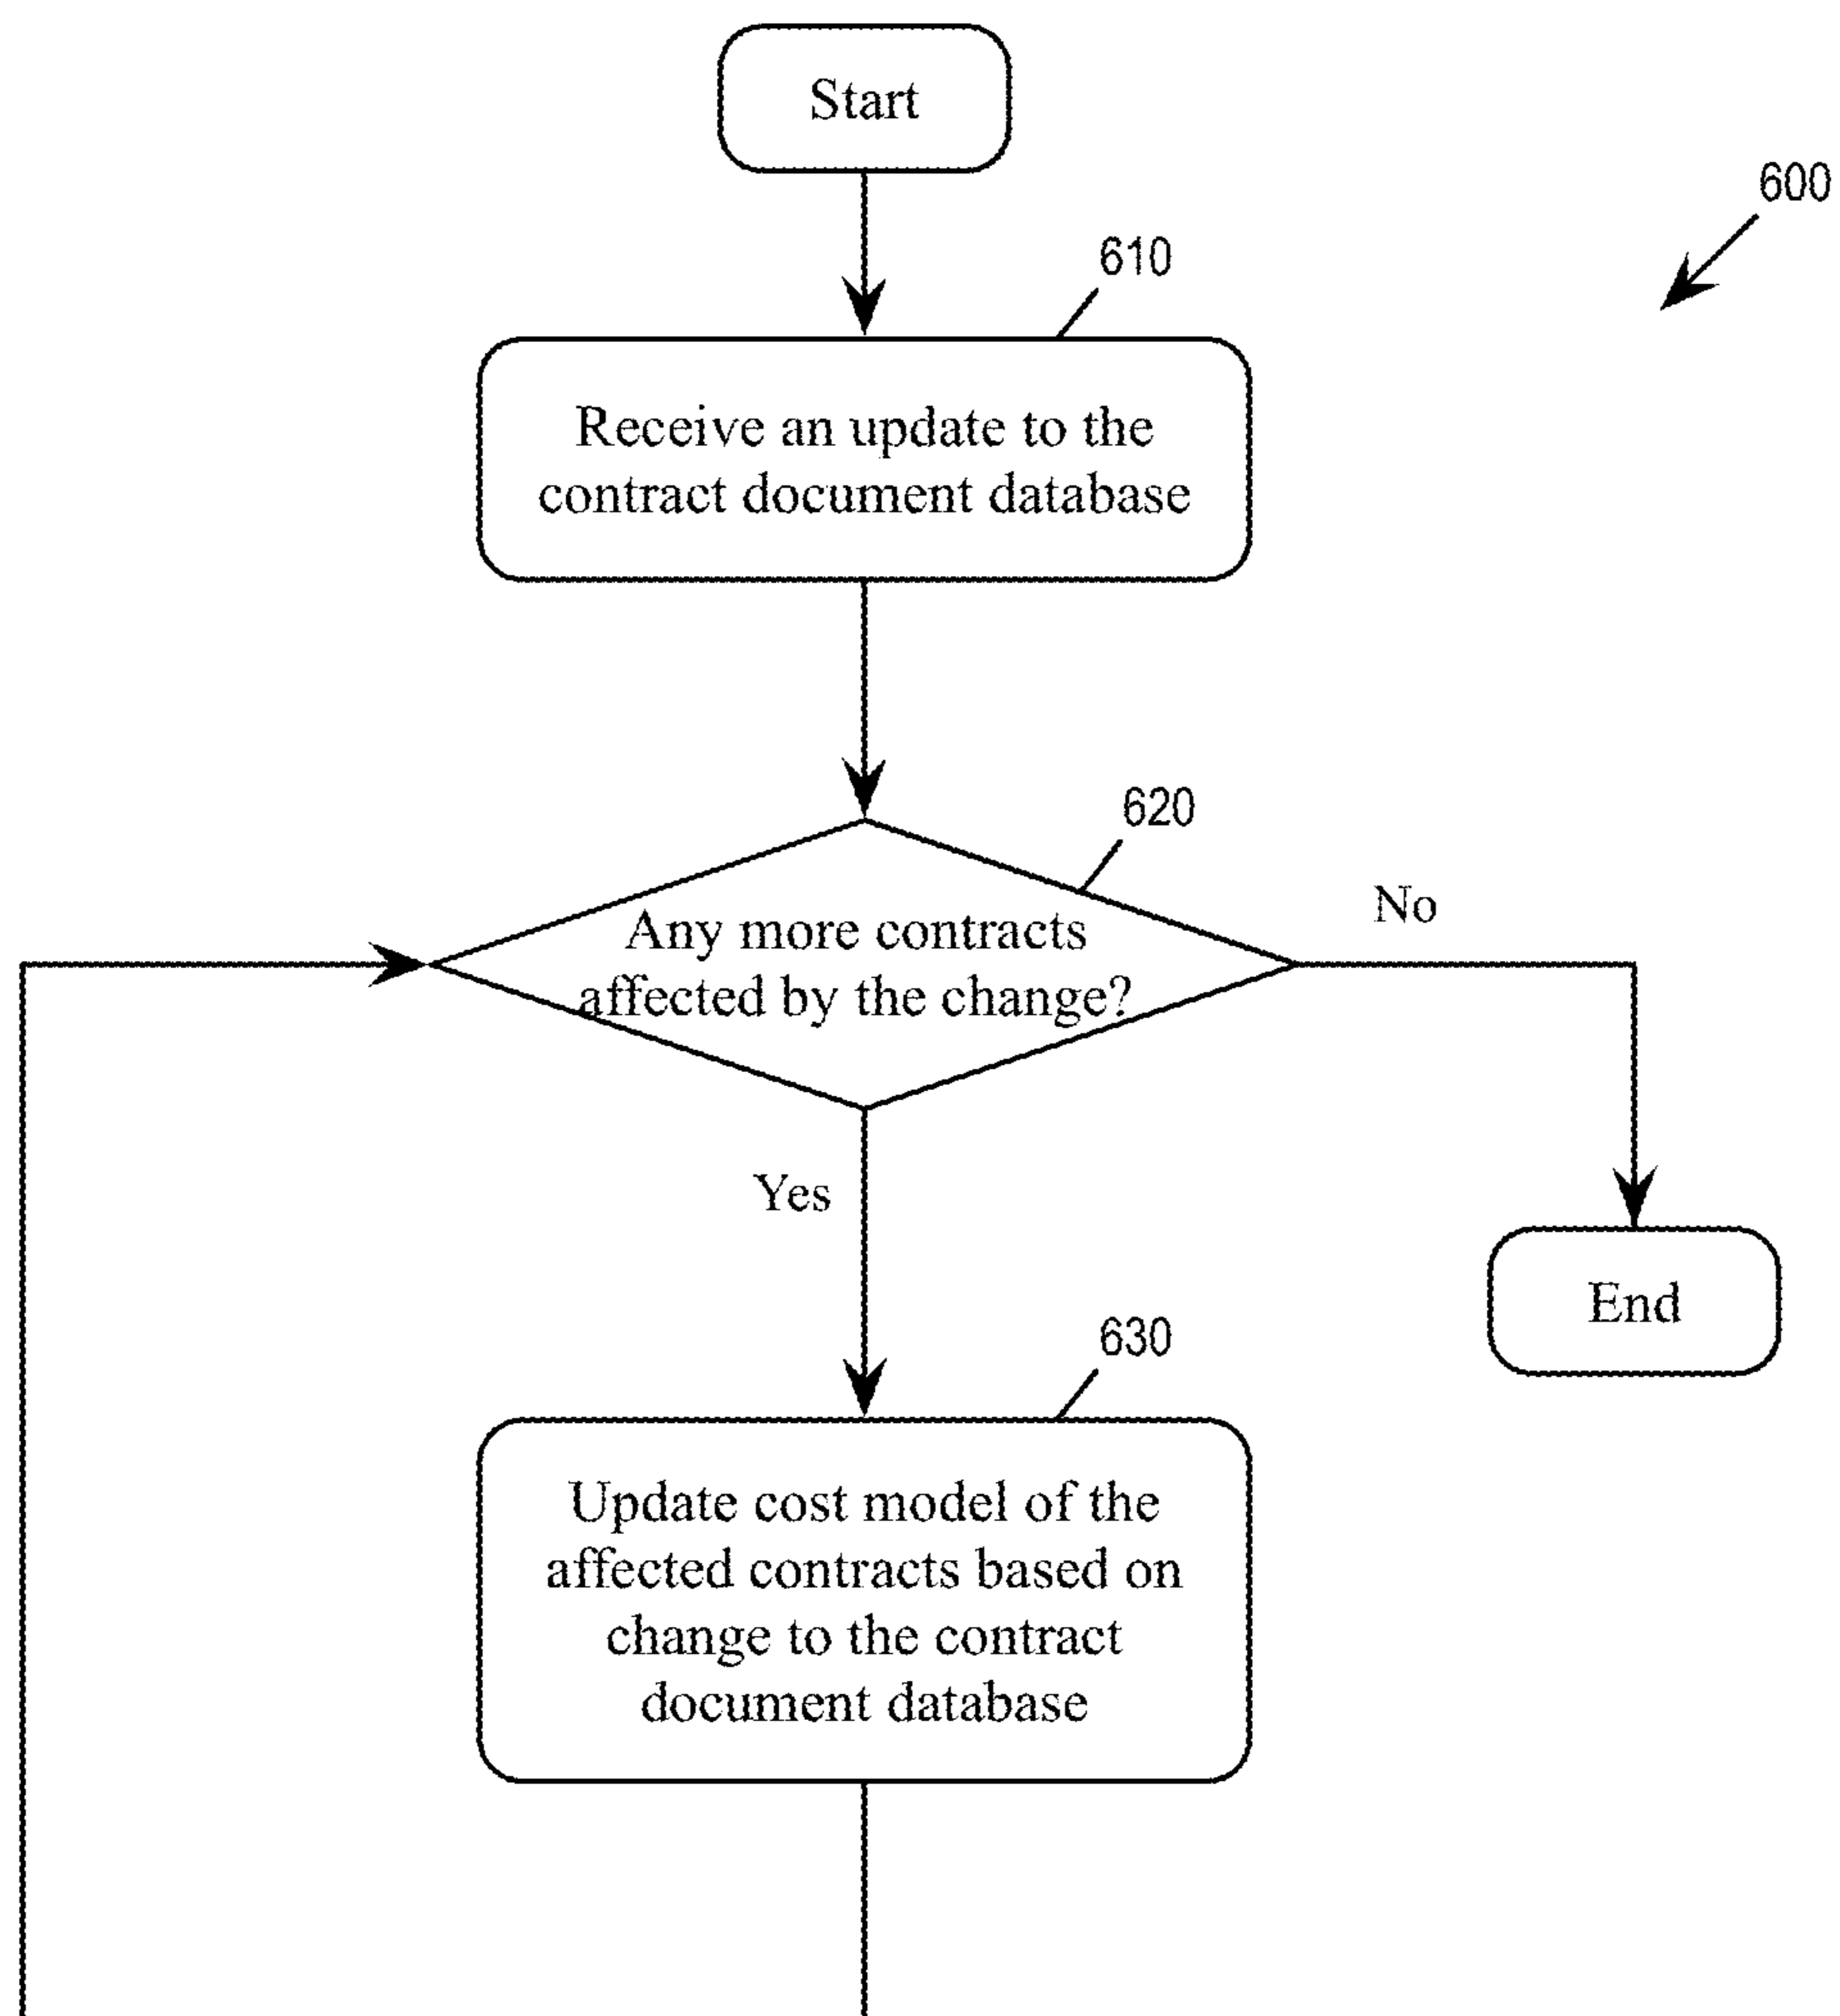 Start
600
610
Receive an update to the
contract document database
620
No
Any more contracts
affected by the change?
Yes
End
630
Update cost model of the
affected contracts based on
change to the contract
document database